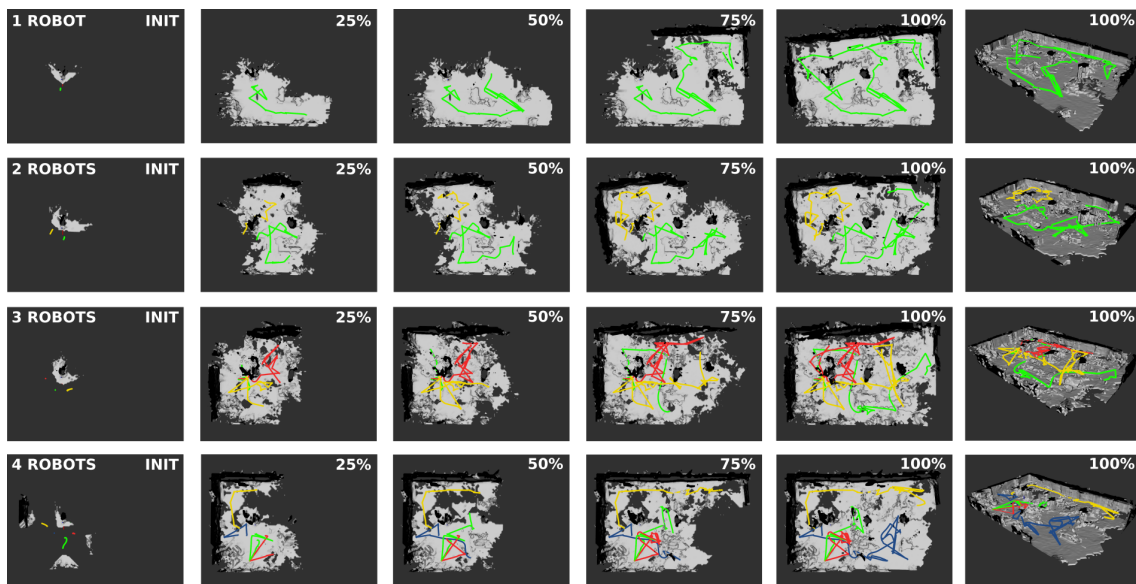 1 ROBOT INIT 25% 50% 75% 100% 100%
2 ROBOTS INIT 25% 50% 75% 100% 100%
3 ROBOTS INIT 25% 50% 75% 100% 100%
4 ROBOTS INIT 25% 50% 75% 100% 100%